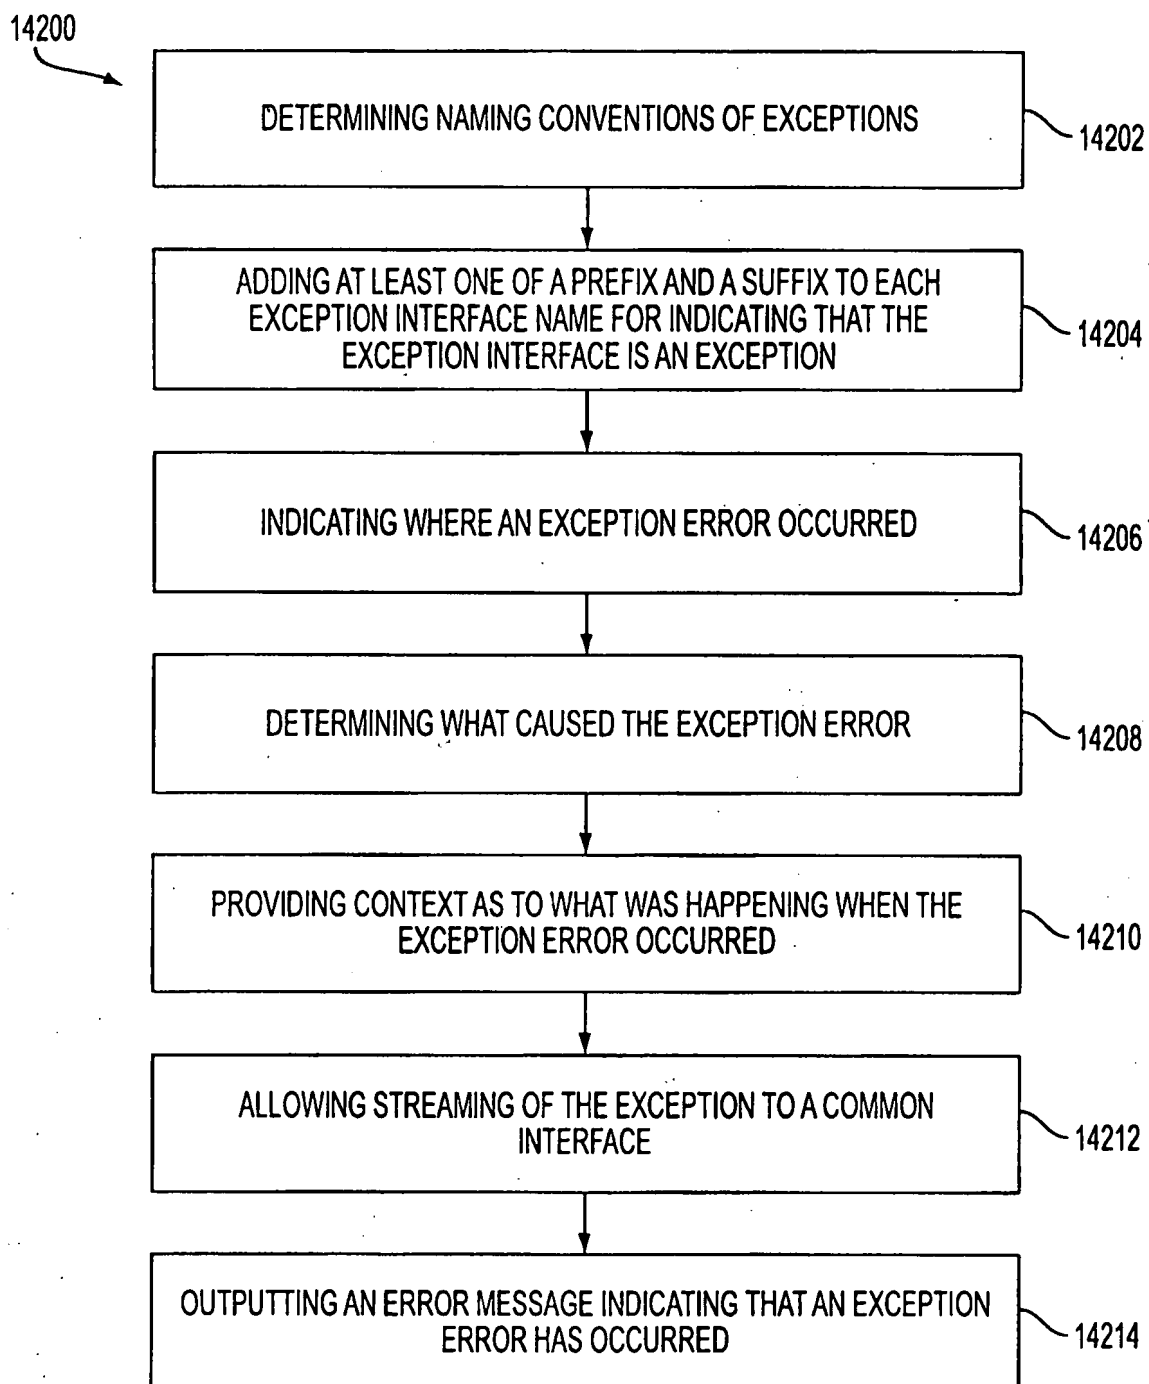 14200
DETERMINING NAMING CONVENTIONS OF EXCEPTIONS
14202
ADDING AT LEAST ONE OF A PREFIX AND A SUFFIX TO EACH
EXCEPTION INTERFACE NAME FOR INDICATING THAT THE
EXCEPTION INTERFACE IS AN EXCEPTION
14204
INDICATING WHERE AN EXCEPTION ERROR OCCURRED
14206
DETERMINING WHAT CAUSED THE EXCEPTION ERROR
14208
PROVIDING CONTEXT AS TO WHAT WAS HAPPENING WHEN THE
EXCEPTION ERROR OCCURRED
14210
ALLOWING STREAMING OF THE EXCEPTION TO A COMMON
INTERFACE
14212
OUTPUTTING AN ERROR MESSAGE INDICATING THAT AN EXCEPTION
ERROR HAS OCCURRED
14214